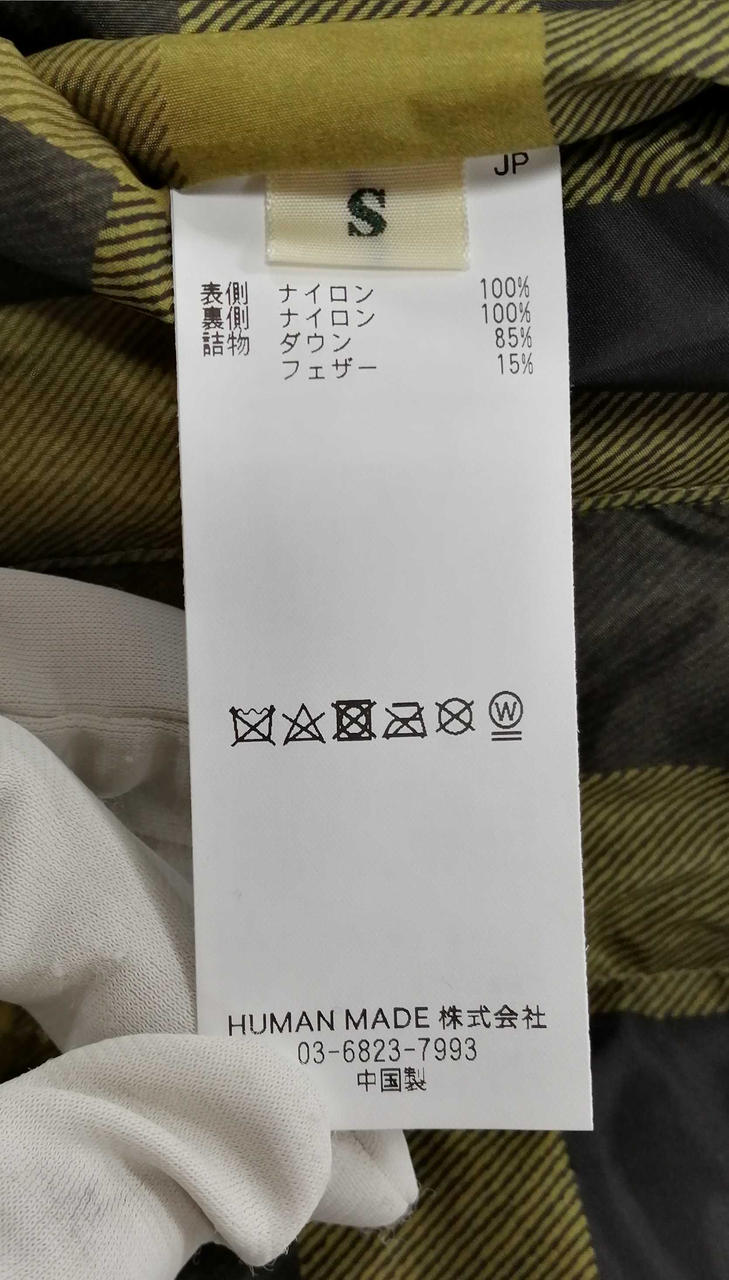 JP
S
表側 ナイロン 100%
裏側 ナイロン 100%
詰物 ダウン 85%
フェザー 15%
W
HUMAN MADE 株式会社
03-6823-7993
中国製